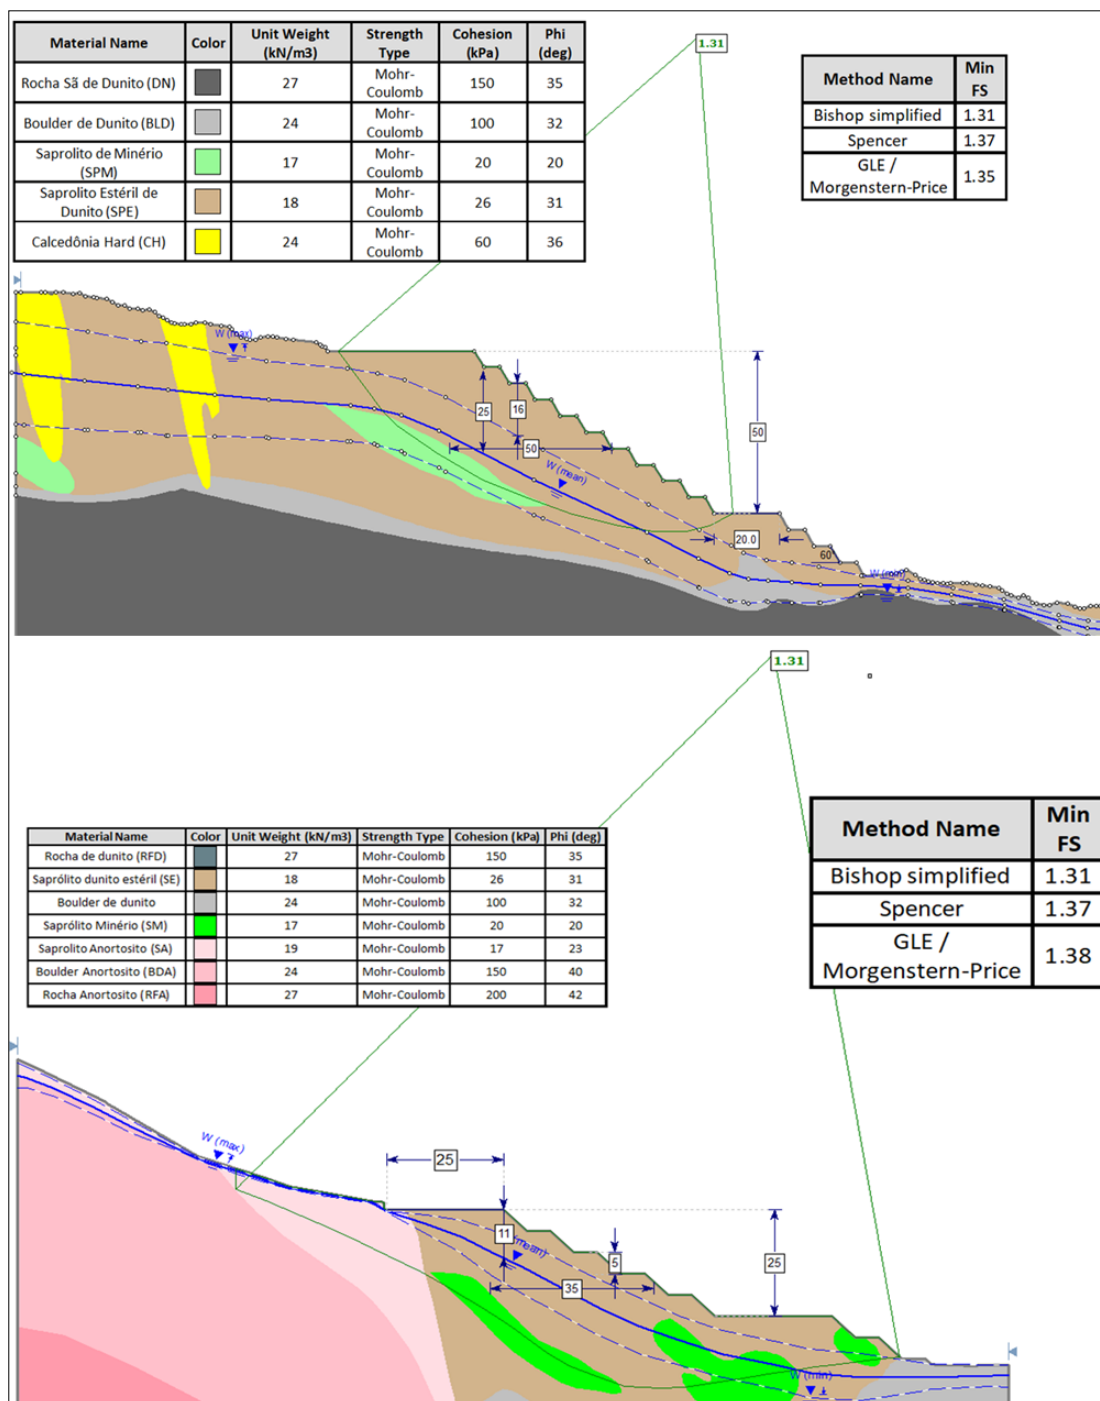 Material Name Color Unit Weight (kN/m3) Strength Type Cohesion (kPa) Phi (deg)
Rocha Sã de Dunito (DN) 27 Mohr-Coulomb 150 35
Boulder de Dunito (BLD) 24 Mohr-Coulomb 100 32
Saprolito de Minério (SPM) 17 Mohr-Coulomb 20 20
Saprolito Estéril de Dunito (SPE) 18 Mohr-Coulomb 26 31
Calcedônia Hard (CH) 24 Mohr-Coulomb 60 36
1.31
Method Name Min FS
Bishop simplified 1.31
Spencer 1.37
GLE / Morgenstern-Price 1.35
W (max)
25
16
50
50
W (mean)
20.0
60
W (min)
1.31
Method Name Min FS
Bishop simplified 1.31
Spencer 1.37
GLE / Morgenstern-Price 1.38
Material Name Color Unit Weight (kN/m3) Strength Type Cohesion (kPa) Phi (deg)
Rocha de dunito (RFD) 27 Mohr-Coulomb 150 35
Saprólito dunito estéril (SE) 18 Mohr-Coulomb 26 31
Boulder de dunito 24 Mohr-Coulomb 100 32
Saprólito Minério (SM) 17 Mohr-Coulomb 20 20
Saprolito Anortosito (SA) 19 Mohr-Coulomb 17 23
Boulder Anortosito (BDA) 24 Mohr-Coulomb 150 40
Rocha Anortosito (RFA) 27 Mohr-Coulomb 200 42
W (max)
25
11
(mean)
5
25
35
W (min)